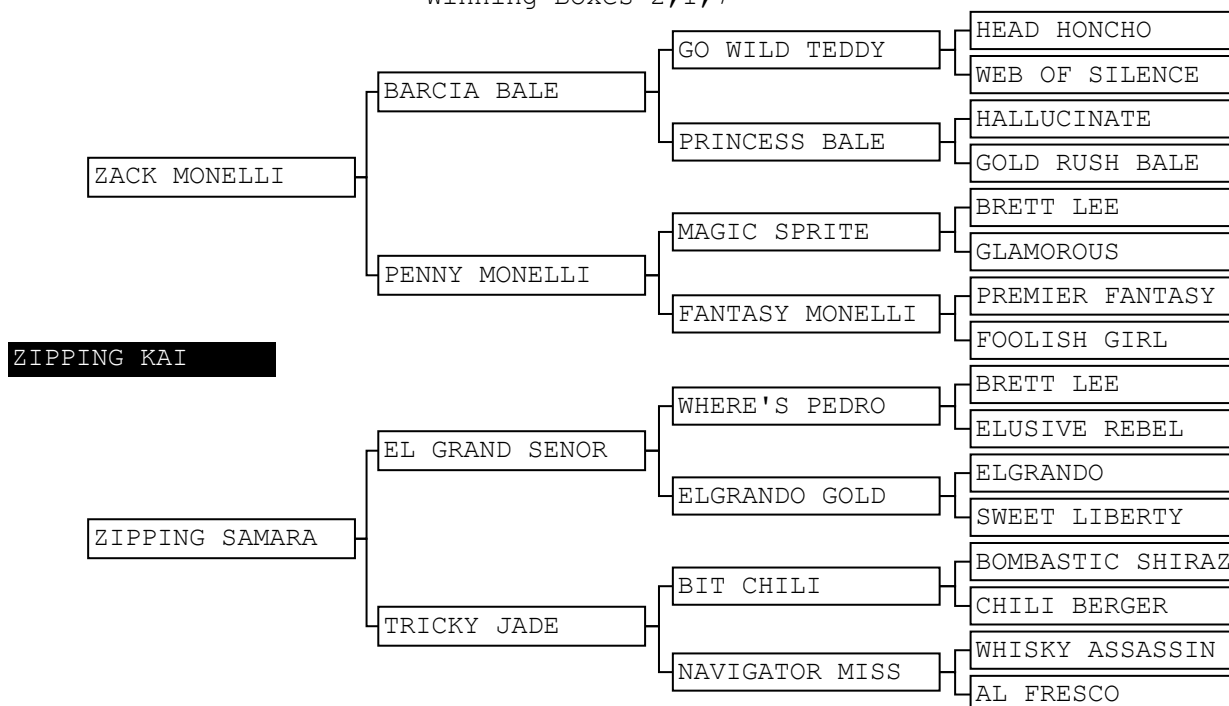 Winning Boxes 2,1,7
HEAD HONCHO
GO WILD TEDDY
WEB OF SILENCE
BARCIA BALE
HALLUCINATE
PRINCESS BALE
GOLD RUSH BALE
ZACK MONELLI
BRETT LEE
MAGIC SPRITE
GLAMOROUS
PENNY MONELLI
PREMIER FANTASY
FANTASY MONELLI
FOOLISH GIRL
ZIPPING KAI
BRETT LEE
WHERE'S PEDRO
ELUSIVE REBEL
EL GRAND SENOR
ELGRANDO
ELGRANDO GOLD
SWEET LIBERTY
ZIPPING SAMARA
BOMBASTIC SHIRAZ
BIT CHILI
CHILI BERGER
TRICKY JADE
WHISKY ASSASSIN
NAVIGATOR MISS
AL FRESCO